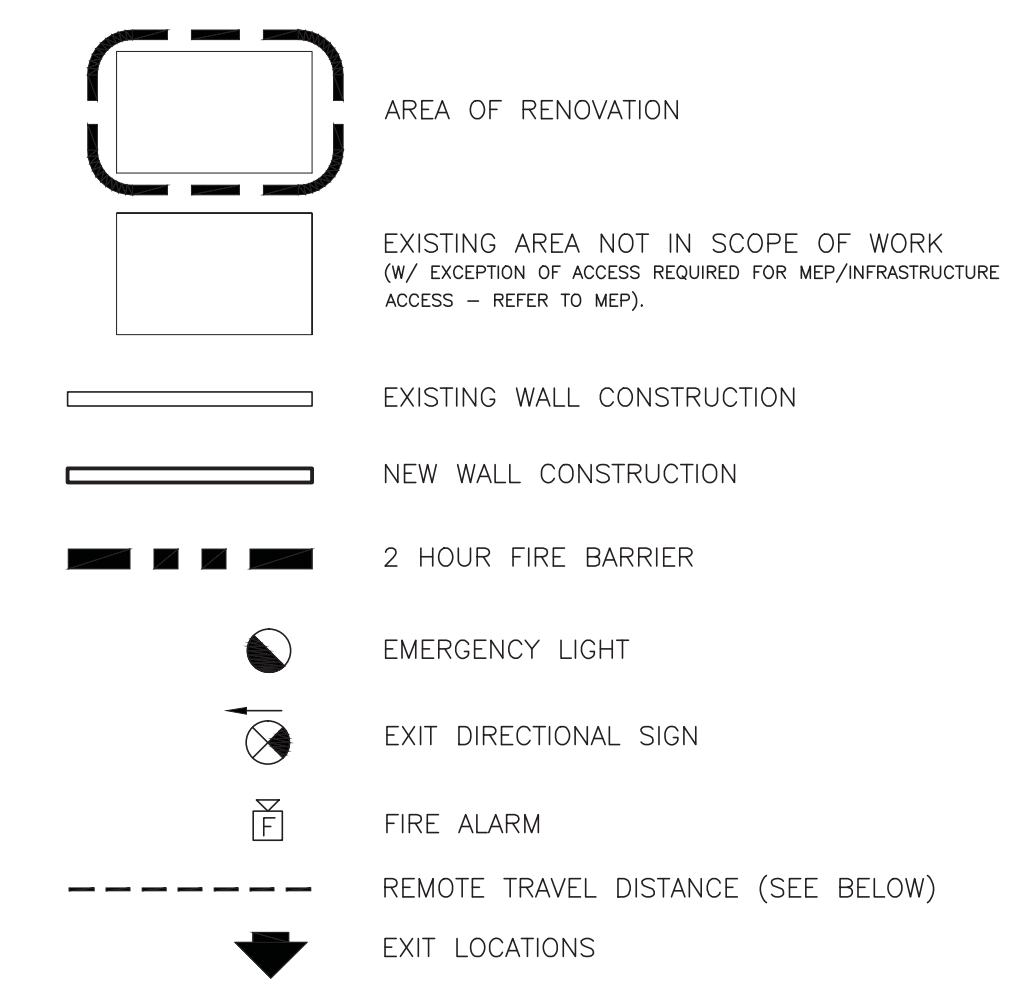 AREA OF RENOVATION
EXISTING AREA NOT IN SCOPE OF WORK
(W/ EXCEPTION OF ACCESS REQUIRED FOR MEP/INFRASTRUCTURE
ACCESS – REFER TO MEP).
EXISTING WALL CONSTRUCTION
NEW WALL CONSTRUCTION
2 HOUR FIRE BARRIER
EMERGENCY LIGHT
EXIT DIRECTIONAL SIGN
F
FIRE ALARM
REMOTE TRAVEL DISTANCE (SEE BELOW)
EXIT LOCATIONS